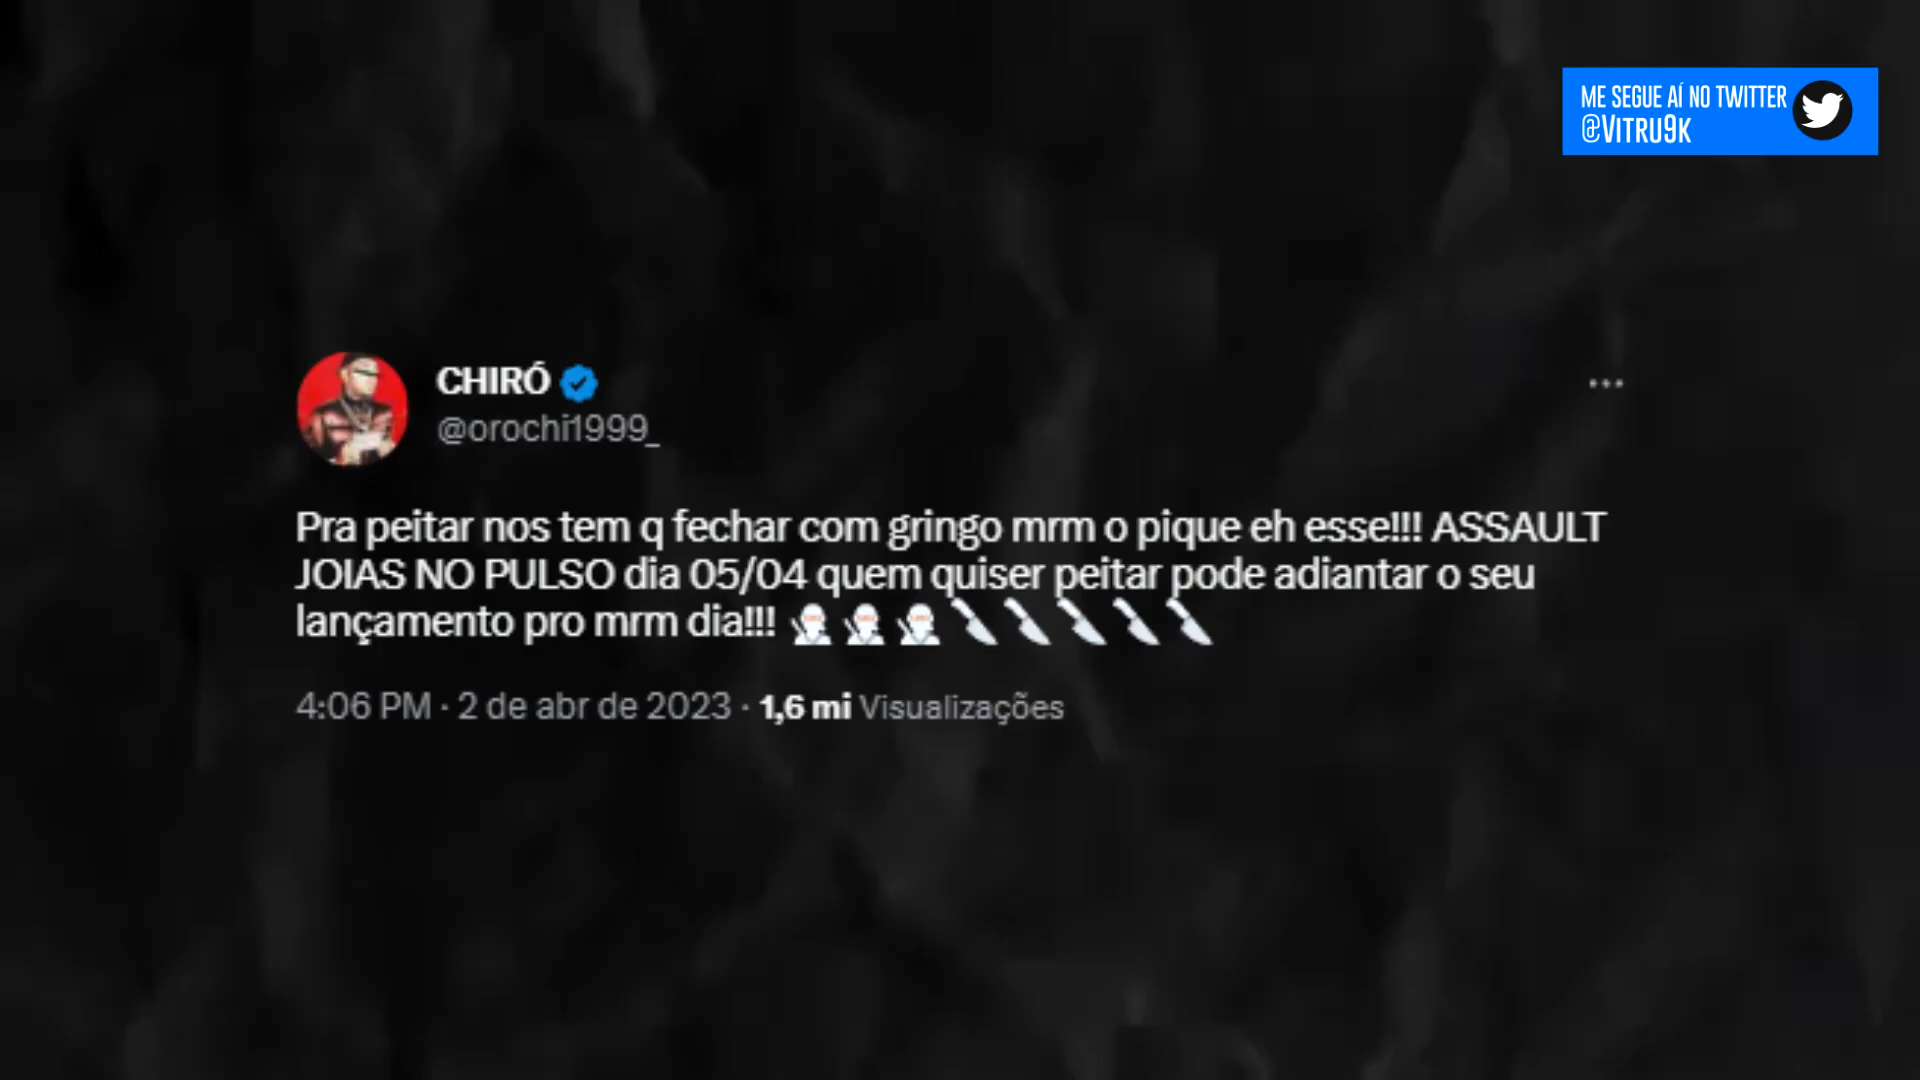 ME SEGUE AÍ NO TWITTER
@VITRU9K
CHIRÓ
@orochi1999_
Pra peitar nos tem q fechar com gringo mrm o pique eh esse!!! ASSAULT
JOIAS NO PULSO dia 05/04 quem quiser peitar pode adiantar o seu
lançamento pro mrm dia!!! 🥷🥷🥷🔪🔪🔪🔪🔪
4:06 PM · 2 de abr de 2023 · 1,6 mi Visualizações